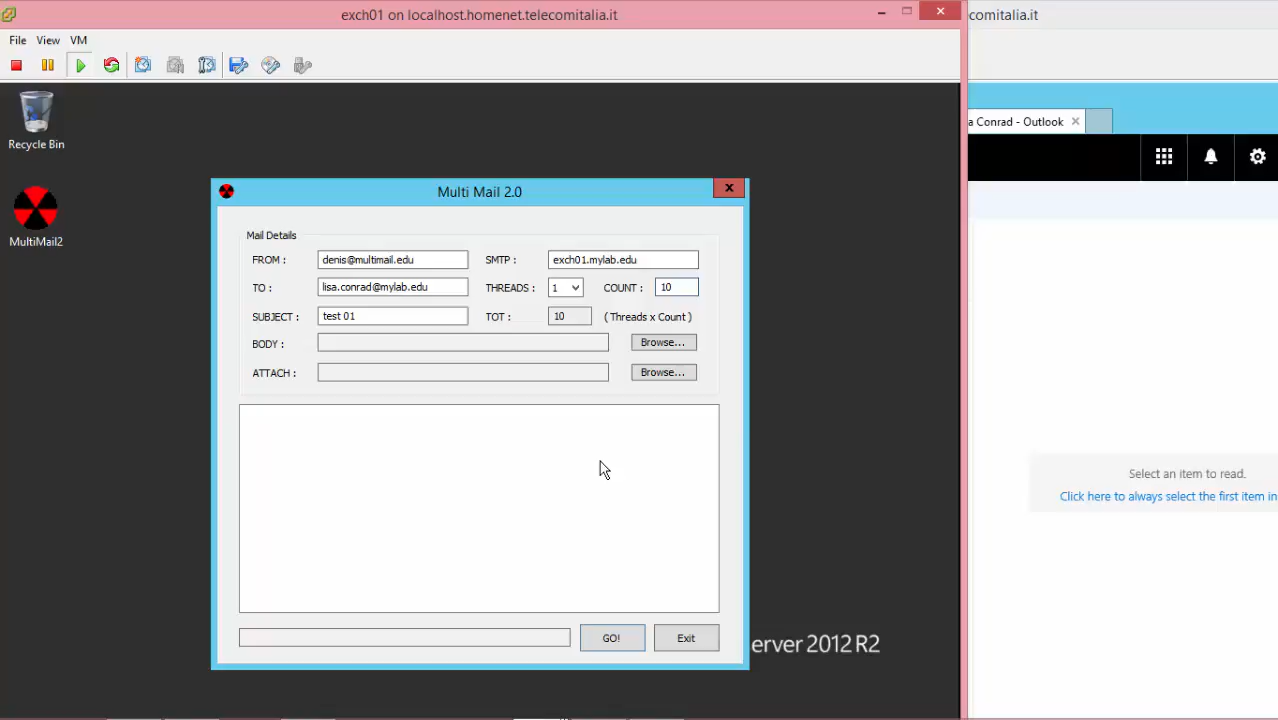 exch01 on localhost.homenet.telecomitalia.it
comitalia.it
File View VM
a Conrad - Outlook
Recycle Bin
MultiMail2
Multi Mail 2.0
Mail Details
FROM : denis@multimail.edu SMTP : exch01.mylab.edu
TO : lisa.conrad@mylab.edu THREADS : 1 COUNT : 10
SUBJECT : test 01 TOT : 10 ( Threads x Count )
BODY : Browse...
ATTACH : Browse...
Select an item to read.
Click here to always select the first item in
GO! Exit
erver 2012 R2